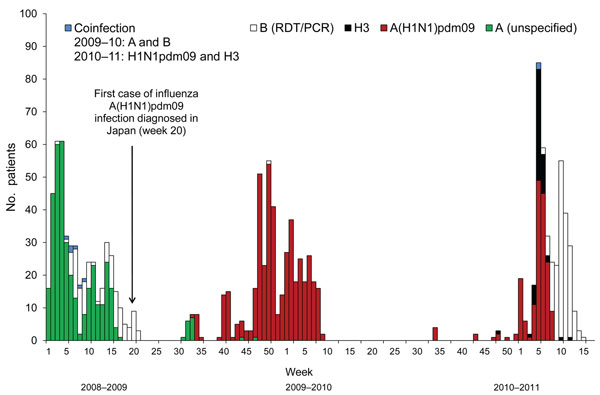 Coinfection
2009–10: A and B
2010–11: H1N1pdm09 and H3
B (RDT/PCR)
H3
A(H1N1)pdm09
A (unspecified)
First case of influenza
A(H1N1)pdm09
infection diagnosed in
Japan (week 20)
No. patients
100
90
80
70
60
50
40
30
20
10
0
1 5 10 15 20 25 30 35 40 45 50 1 5 10 15 20 25 30 35 40 45 50 1 5 10 15
Week
2008–2009 2009–2010 2010–2011